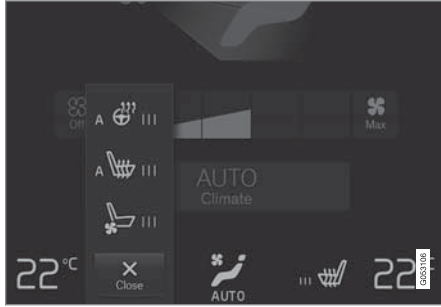 Off
Max
A
A
AUTO
Climate
22°C
Close
AUTO
22
G053106